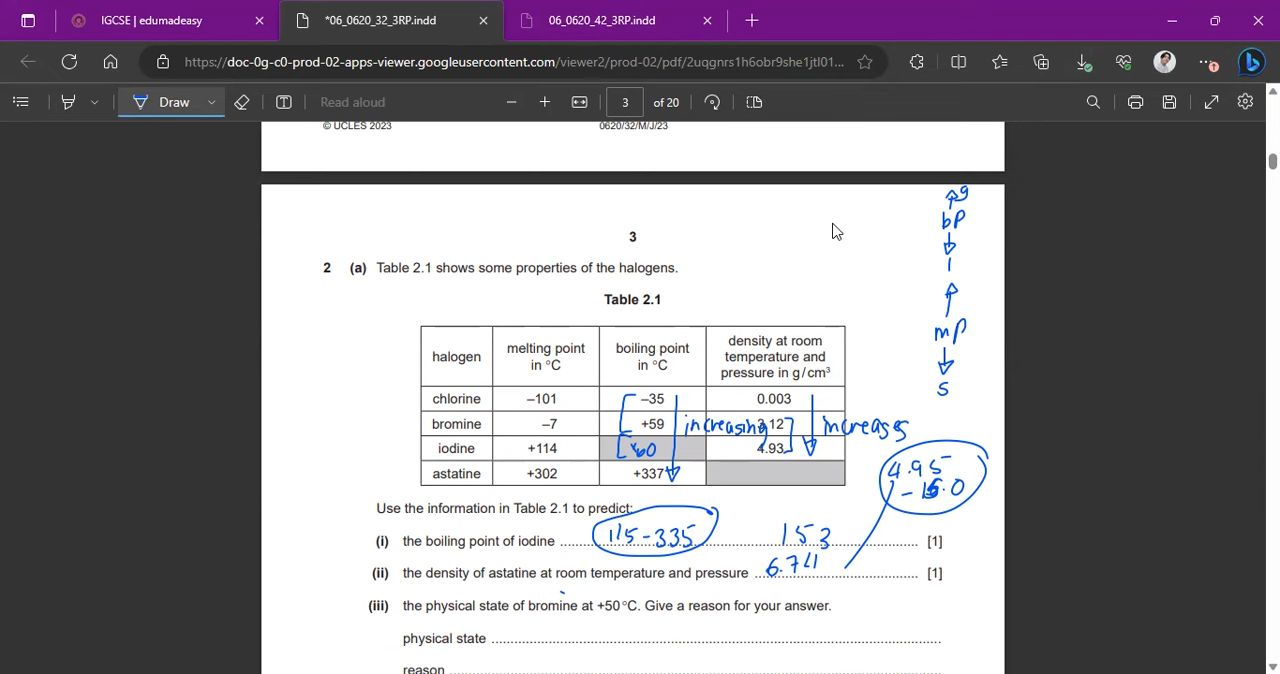 IGCSE | edumadeasy
*06_0620_32_3RP.indd
06_0620_42_3RP.indd
https://doc-0g-c0-prod-02-apps-viewer.googleusercontent.com/viewer2/prod-02/pdf/2uqgnrs1h6obr9she1jtl01...
Draw
Read aloud
3 of 20
© UCLES 2023
0620/32/M/J/23
g
bP
l
mP
s
3
2 (a) Table 2.1 shows some properties of the halogens.
Table 2.1
halogen
melting point in °C
boiling point in °C
density at room temperature and pressure in g/cm³
chlorine –101 –35 0.003
bromine –7 +59 3.12
increasing
increases
iodine +114 4.93
astatine +302 +337
4.95
Use the information in Table 2.1 to predict:
(i) the boiling point of iodine ........ 115-335 ........ 153 ........ [1]
(ii) the density of astatine at room temperature and pressure ........ 6.74 ........ [1]
(iii) the physical state of bromine at +50°C. Give a reason for your answer.
physical state ........
reason ........